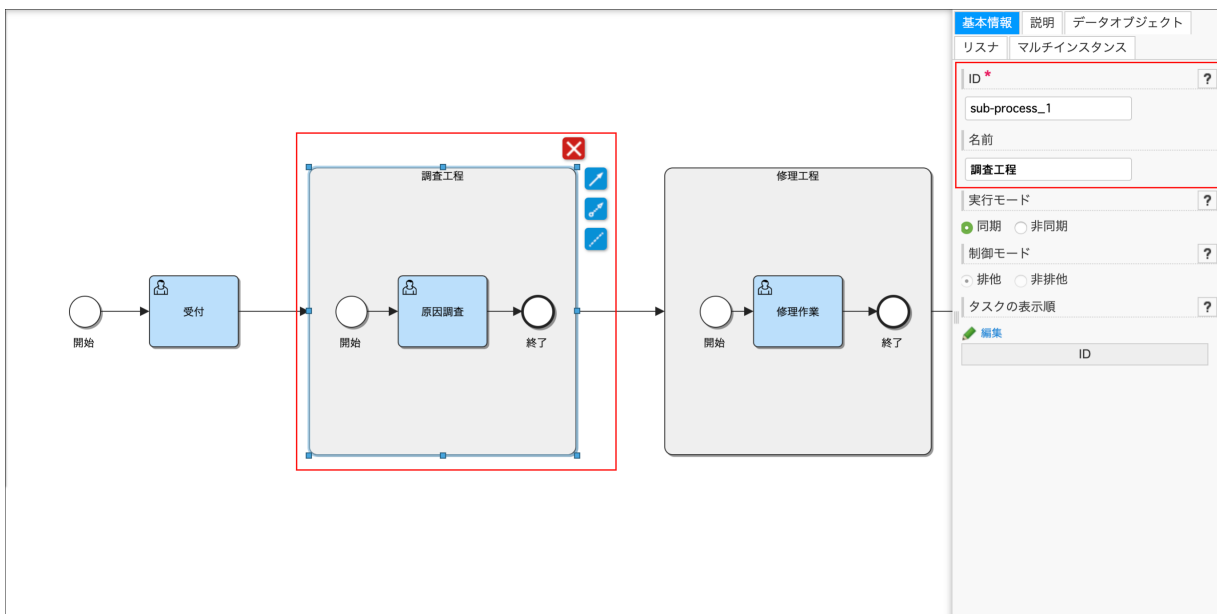 基本情報 説明 データオブジェクト
リスナ マルチインスタンス
ID * ?
sub-process_1
名前
調査工程
実行モード ?
同期 非同期
制御モード ?
排他 非排他
タスクの表示順 ?
編集
ID
調査工程
修理工程
受付
原因調査
修理作業
開始
開始
終了
開始
終了